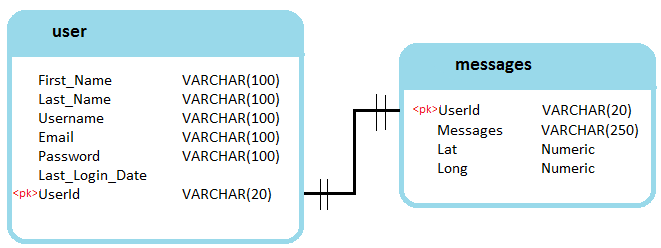 user
First_Name VARCHAR(100)
Last_Name VARCHAR(100)
Username VARCHAR(100)
Email VARCHAR(100)
Password VARCHAR(100)
Last_Login_Date
<pk>UserId VARCHAR(20)
messages
<pk>UserId VARCHAR(20)
Messages VARCHAR(250)
Lat Numeric
Long Numeric